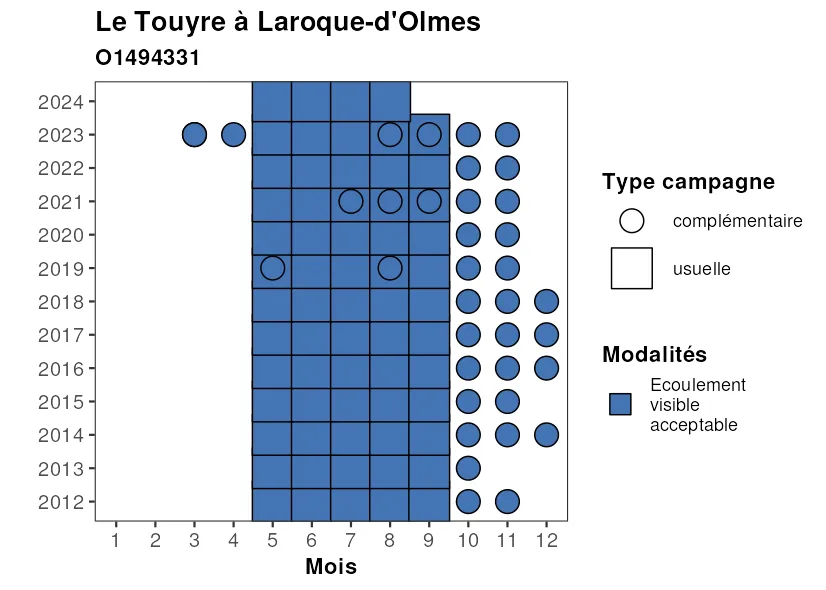 Le Touyre à Laroque-d'Olmes
O1494331
2024
2023
2022
2021
2020
2019
2018
2017
2016
2015
2014
2013
2012
1 2 3 4 5 6 7 8 9 10 11 12
Mois
Type campagne
complémentaire
usuelle
Modalités
Ecoulement
visible
acceptable